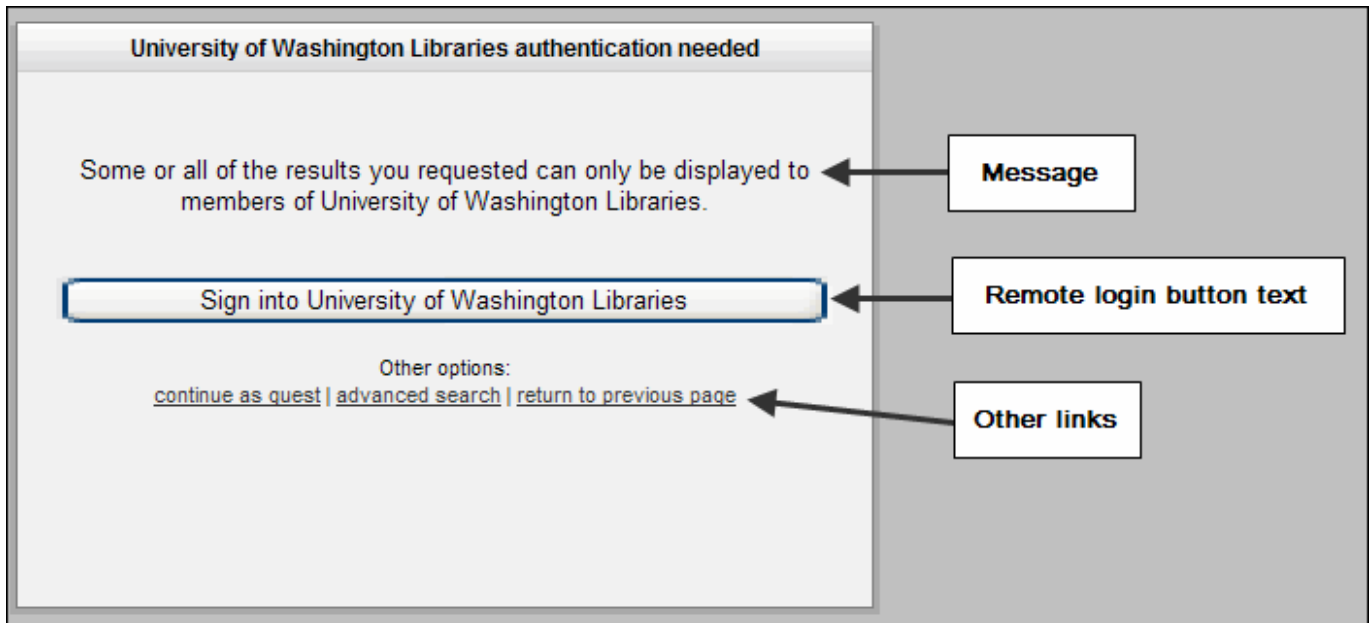 University of Washington Libraries authentication needed
Some or all of the results you requested can only be displayed to
members of University of Washington Libraries.
Message
Sign into University of Washington Libraries
Remote login button text
Other options:
continue as guest | advanced search | return to previous page
Other links